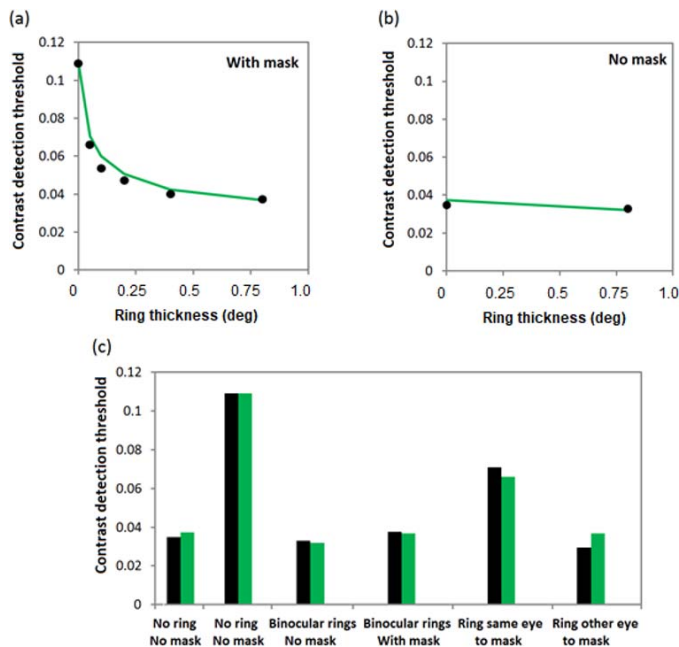 (a)
With mask
Contrast detection threshold
0.12
0.1
0.08
0.06
0.04
0.02
0
0 0.25 0.50 0.75 1.0
Ring thickness (deg)
(b)
No mask
Contrast detection threshold
0.12
0.1
0.08
0.06
0.04
0.02
0
0 0.25 0.50 0.75 1.0
Ring thickness (deg)
(c)
Contrast detection threshold
0.12
0.1
0.08
0.06
0.04
0.02
0
No ring
No mask
No ring
No mask
Binocular rings
No mask
Binocular rings
With mask
Ring same eye
to mask
Ring other eye
to mask